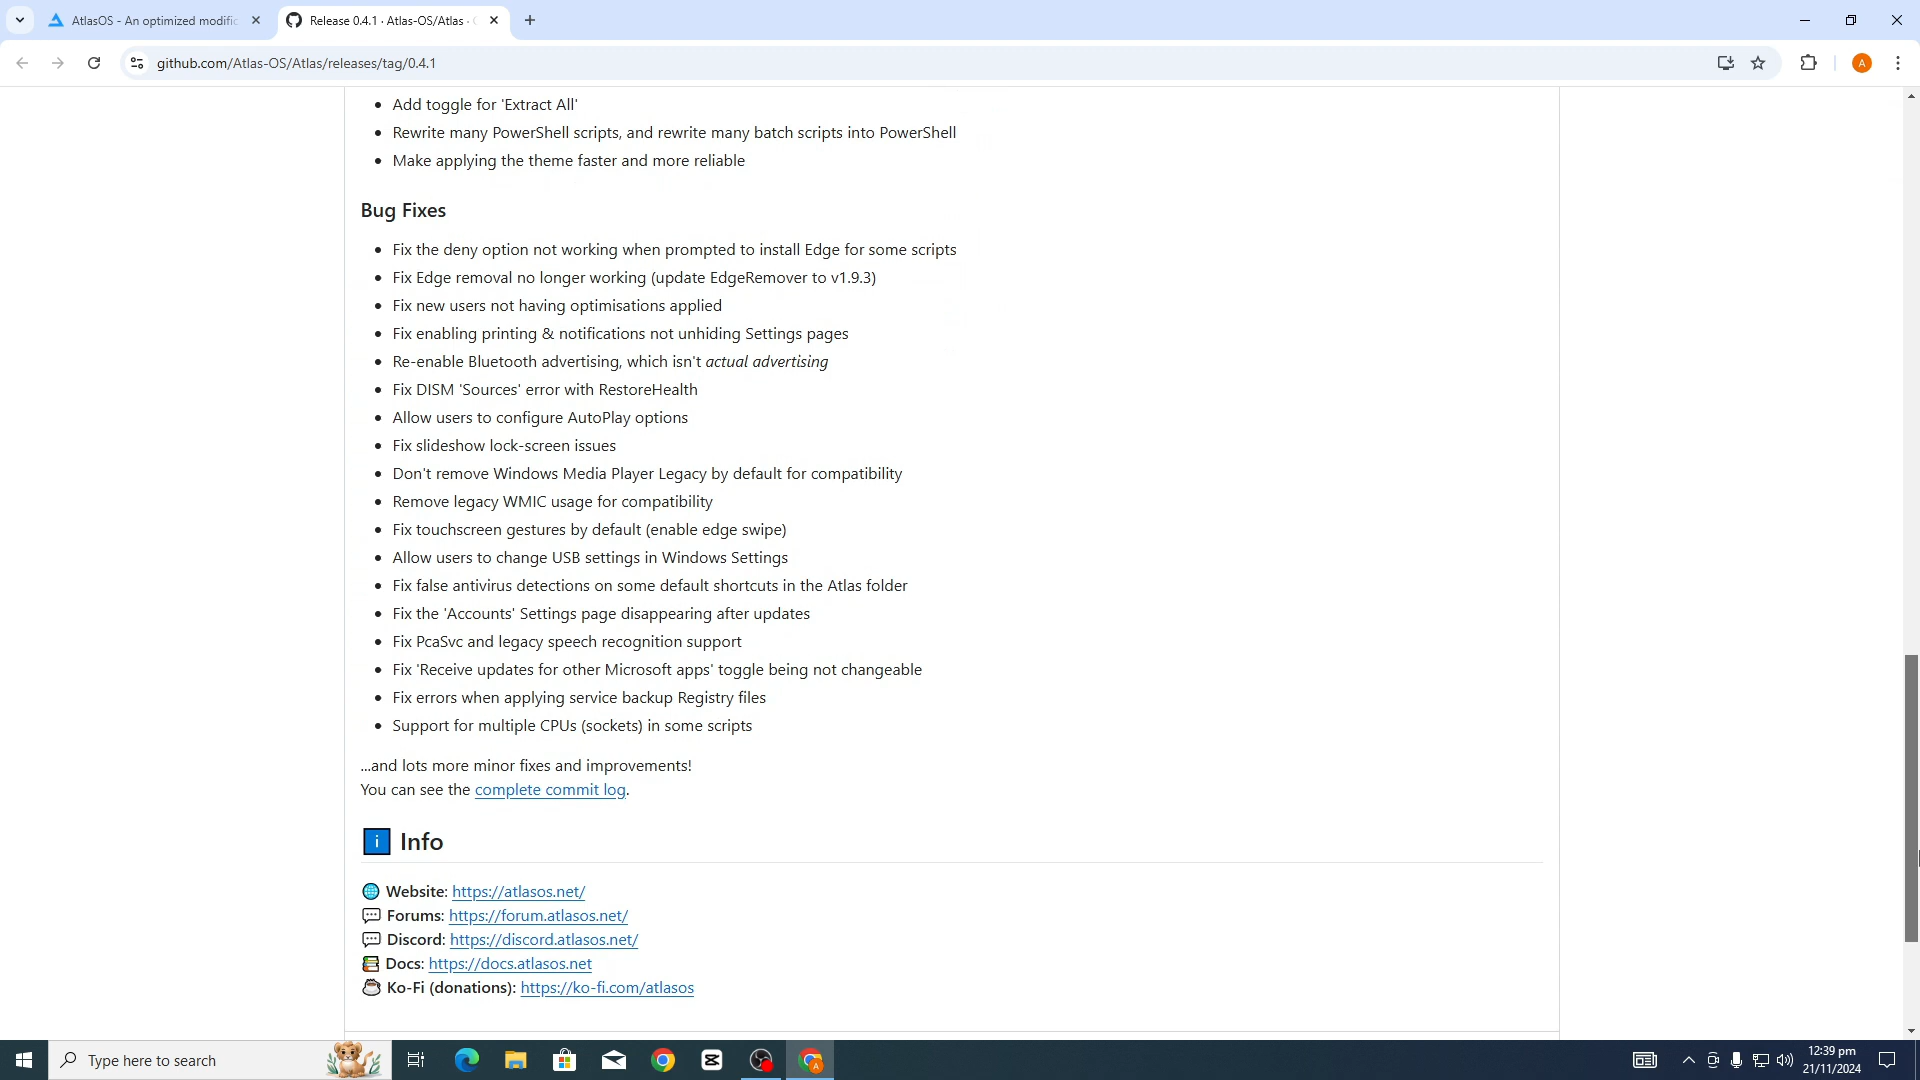 AtlasOS - An optimized modific
Release 0.4.1 · Atlas-OS/Atlas ·
github.com/Atlas-OS/Atlas/releases/tag/0.4.1
A
Add toggle for 'Extract All'
Rewrite many PowerShell scripts, and rewrite many batch scripts into PowerShell
Make applying the theme faster and more reliable
Bug Fixes
Fix the deny option not working when prompted to install Edge for some scripts
Fix Edge removal no longer working (update EdgeRemover to v1.9.3)
Fix new users not having optimisations applied
Fix enabling printing & notifications not unhiding Settings pages
Re-enable Bluetooth advertising, which isn't actual advertising
Fix DISM 'Sources' error with RestoreHealth
Allow users to configure AutoPlay options
Fix slideshow lock-screen issues
Don't remove Windows Media Player Legacy by default for compatibility
Remove legacy WMIC usage for compatibility
Fix touchscreen gestures by default (enable edge swipe)
Allow users to change USB settings in Windows Settings
Fix false antivirus detections on some default shortcuts in the Atlas folder
Fix the 'Accounts' Settings page disappearing after updates
Fix PcaSvc and legacy speech recognition support
Fix 'Receive updates for other Microsoft apps' toggle being not changeable
Fix errors when applying service backup Registry files
Support for multiple CPUs (sockets) in some scripts
...and lots more minor fixes and improvements!
You can see the complete commit log.
i Info
Website: https://atlasos.net/
Forums: https://forum.atlasos.net/
Discord: https://discord.atlasos.net/
Docs: https://docs.atlasos.net
Ko-Fi (donations): https://ko-fi.com/atlasos
Type here to search
12:39 pm
21/11/2024